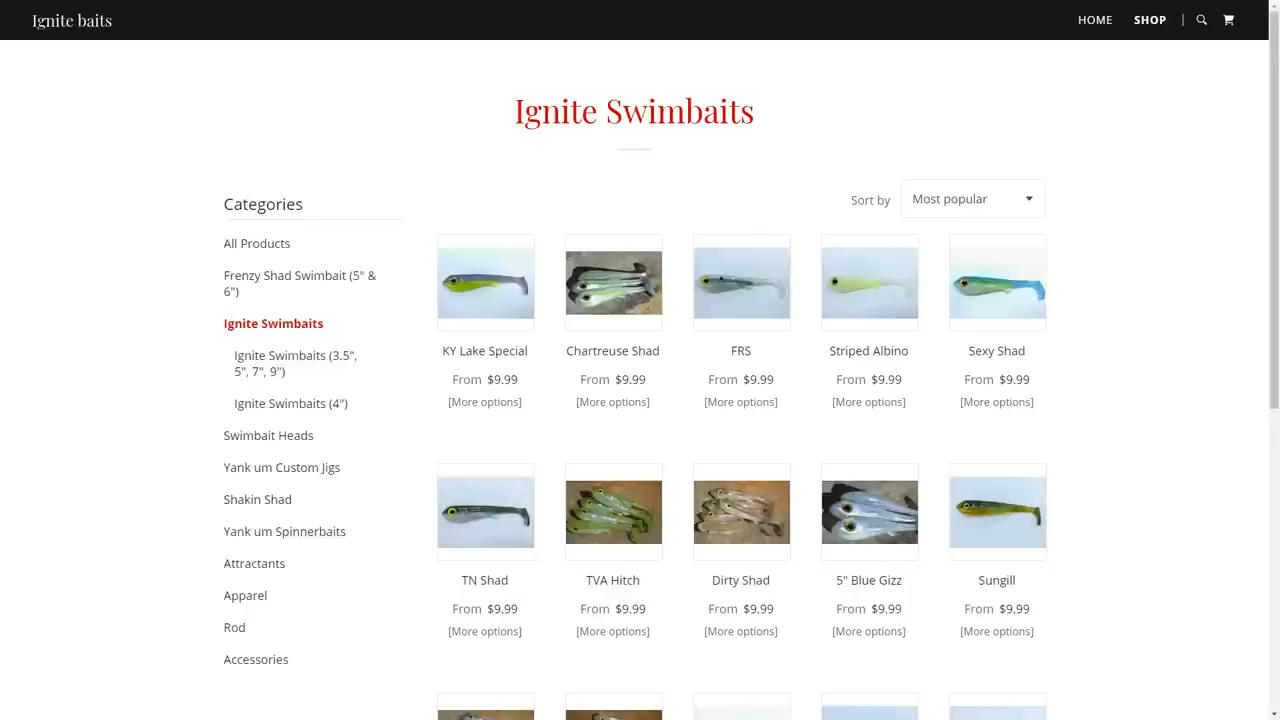 Ignite baits
HOME
SHOP
Ignite Swimbaits
Categories
Sort by
Most popular
All Products
Frenzy Shad Swimbait (5" &
6")
Ignite Swimbaits
Ignite Swimbaits (3.5",
5", 7", 9")
Ignite Swimbaits (4")
Swimbait Heads
Yank um Custom Jigs
Shakin Shad
Yank um Spinnerbaits
Attractants
Apparel
Rod
Accessories
KY Lake Special
From $9.99
[More options]
Chartreuse Shad
From $9.99
[More options]
FRS
From $9.99
[More options]
Striped Albino
From $9.99
[More options]
Sexy Shad
From $9.99
[More options]
TN Shad
From $9.99
[More options]
TVA Hitch
From $9.99
[More options]
Dirty Shad
From $9.99
[More options]
5" Blue Gizz
From $9.99
[More options]
Sungill
From $9.99
[More options]